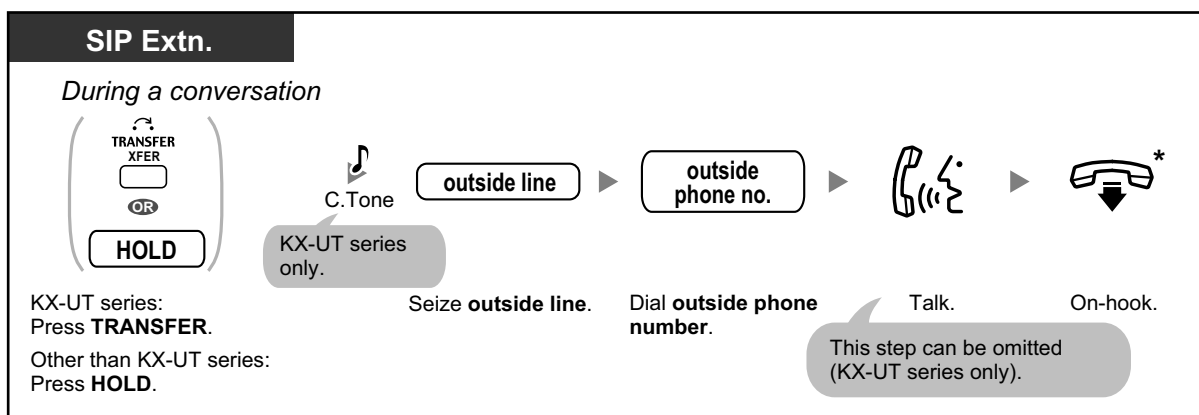 SIP Extn.
During a conversation
TRANSFER
XFER
OR
HOLD
KX-UT series:
Press TRANSFER.
Other than KX-UT series:
Press HOLD.
C.Tone
KX-UT series
only.
outside line
Seize outside line.
outside
phone no.
Dial outside phone
number.
Talk.
This step can be omitted
(KX-UT series only).
*
On-hook.